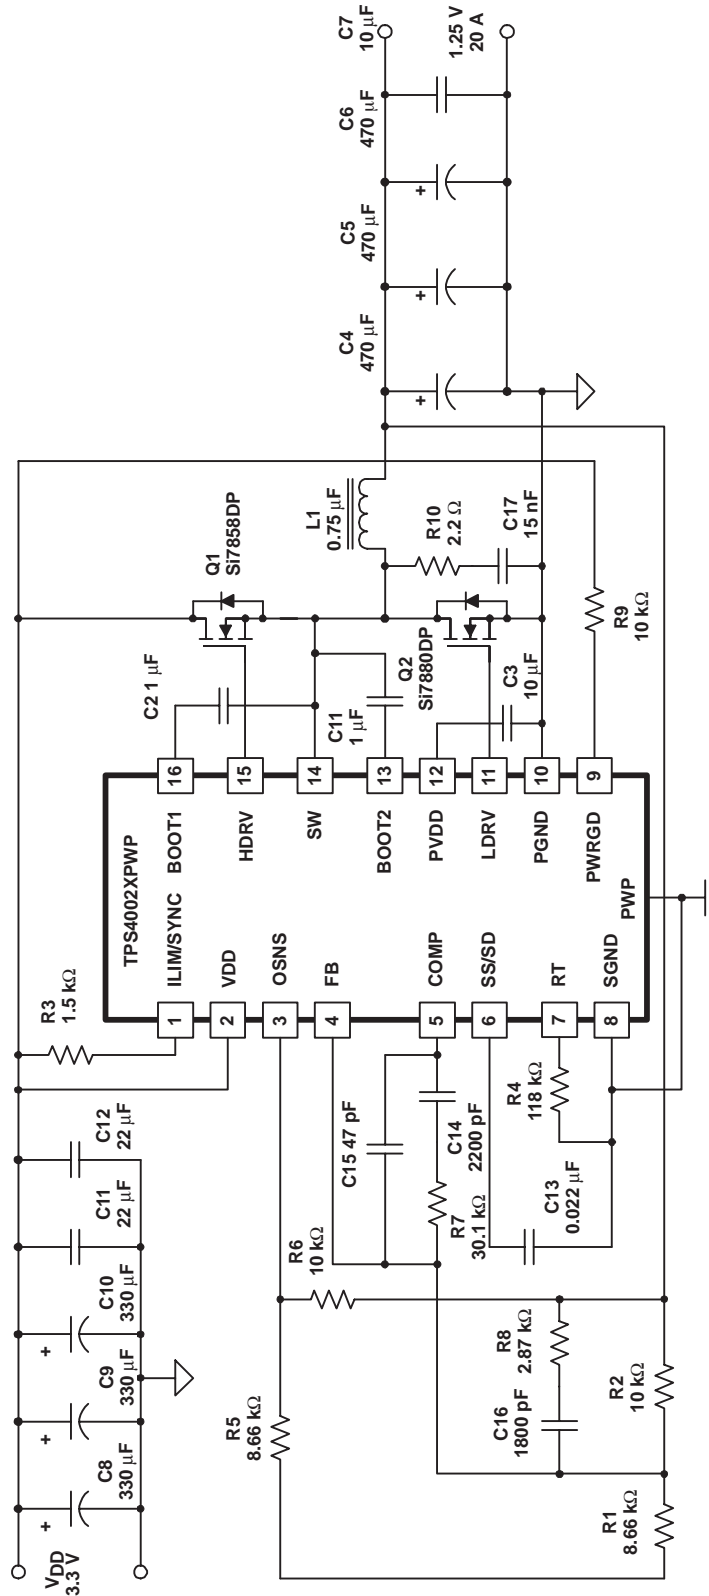 VDD
3.3 V
C8
330 µF
C9
330 µF
C10
330 µF
C11
22 µF
C12
22 µF
R3
1.5 kΩ
TPS4002XPWP
1
ILIM/SYNC
BOOT1
16
2
VDD
HDRV
15
3
OSNS
SW
14
4
FB
BOOT2
13
PVDD
12
5
COMP
LDRV
11
6
SS/SD
PGND
10
7
RT
PWRGD
9
8
SGND
PWP
C2 1 µF
Q1
Si7858DP
C11
1 µF
Q2
Si7880DP
L1
0.75 µF
R10
2.2 Ω
C17
15 nF
C3
10 µF
R9
10 kΩ
C4
470 µF
C5
470 µF
C6
470 µF
C7
10 µF
1.25 V
20 A
+
+
+
+
+
+
C15 47 pF
C14
2200 pF
R7
30.1 kΩ
R4
118 kΩ
C13
0.022 µF
R6
10 kΩ
R5
8.66 kΩ
R8
2.87 kΩ
C16
1800 pF
R2
10 kΩ
R1
8.66 kΩ